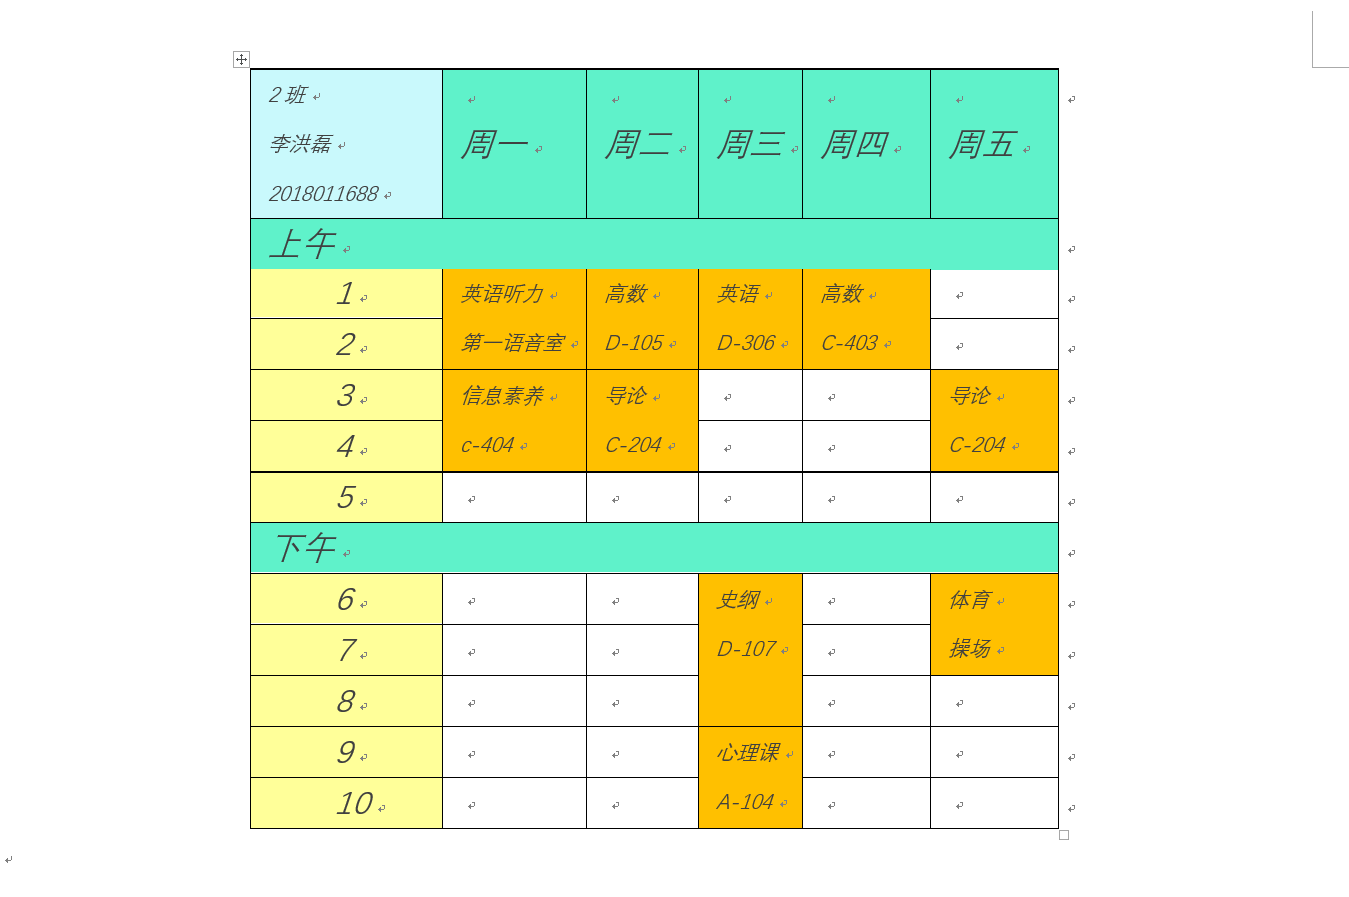 2 班
李洪磊
2018011688
周一
周二
周三
周四
周五
上午
1
英语听力
第一语音室
高数
D-105
英语
D-306
高数
C-403
2
3
信息素养
c-404
导论
C-204
导论
C-204
4
5
下午
6
史纲
D-107
体育
操场
7
8
9
心理课
A-104
10